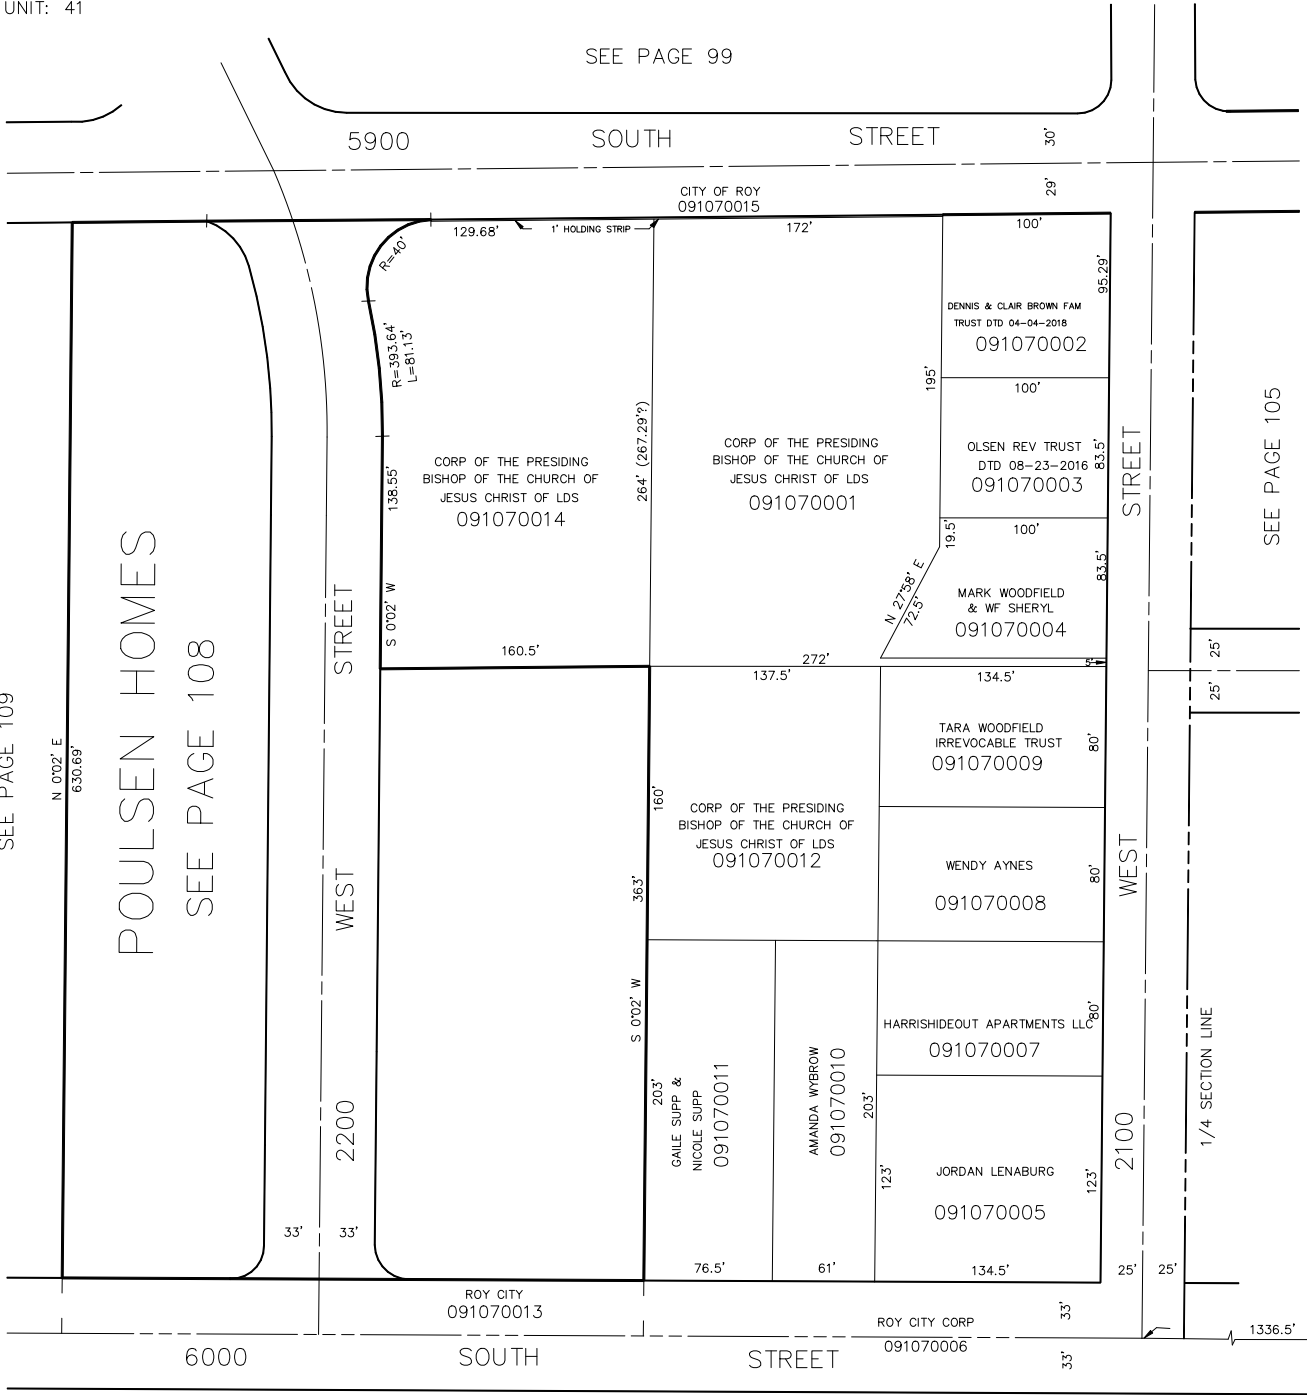 UNIT: 41
SEE PAGE 99
5900 SOUTH STREET
30'
29'
CITY OF ROY
091070015
129.68'
1' HOLDING STRIP
172'
100'
R=40'
95.29'
DENNIS & CLAIR BROWN FAM
TRUST DTD 04-04-2018
091070002
R=393.64'
L=81.13'
195'
100'
264' (267.29'?)
CORP OF THE PRESIDING
BISHOP OF THE CHURCH OF
JESUS CHRIST OF LDS
091070014
138.55'
CORP OF THE PRESIDING
BISHOP OF THE CHURCH OF
JESUS CHRIST OF LDS
091070001
OLSEN REV TRUST
DTD 08-23-2016
091070003
83.5'
SEE PAGE 105
19.5'
100'
N 27°58' E
72.5'
83.5'
MARK WOODFIELD
& WF SHERYL
091070004
S 0°02' W
160.5'
272'
5'
25'
25'
137.5'
134.5'
POULSEN HOMES
SEE PAGE 108
SEE PAGE 109
N 0°02' E
630.69'
TARA WOODFIELD
IRREVOCABLE TRUST
091070009
80'
160'
CORP OF THE PRESIDING
BISHOP OF THE CHURCH OF
JESUS CHRIST OF LDS
091070012
363'
WENDY AYNES
091070008
80'
S 0°02' W
HARRISHIDEOUT APARTMENTS LLC
091070007
80'
203'
GAILE SUPP &
NICOLE SUPP
091070011
AMANDA WYBROW
091070010
203'
123'
JORDAN LENABURG
091070005
123'
2200 WEST STREET
2100 WEST STREET
1/4 SECTION LINE
33'
33'
76.5'
61'
134.5'
25'
25'
ROY CITY
091070013
33'
ROY CITY CORP
091070006
33'
1336.5'
6000 SOUTH STREET